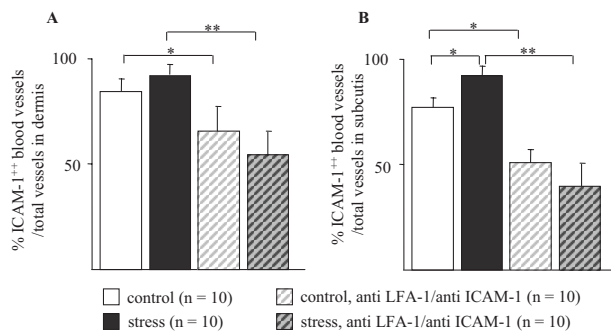 A
B
** 
*
*
*
**
100
50
100
50
% ICAM-1++ blood vessels
/total vessels in dermis
% ICAM-1++ blood vessels
/total vessels in subcutis
control (n = 10)
control, anti LFA-1/anti ICAM-1 (n = 10)
stress (n = 10)
stress, anti LFA-1/anti ICAM-1 (n = 10)